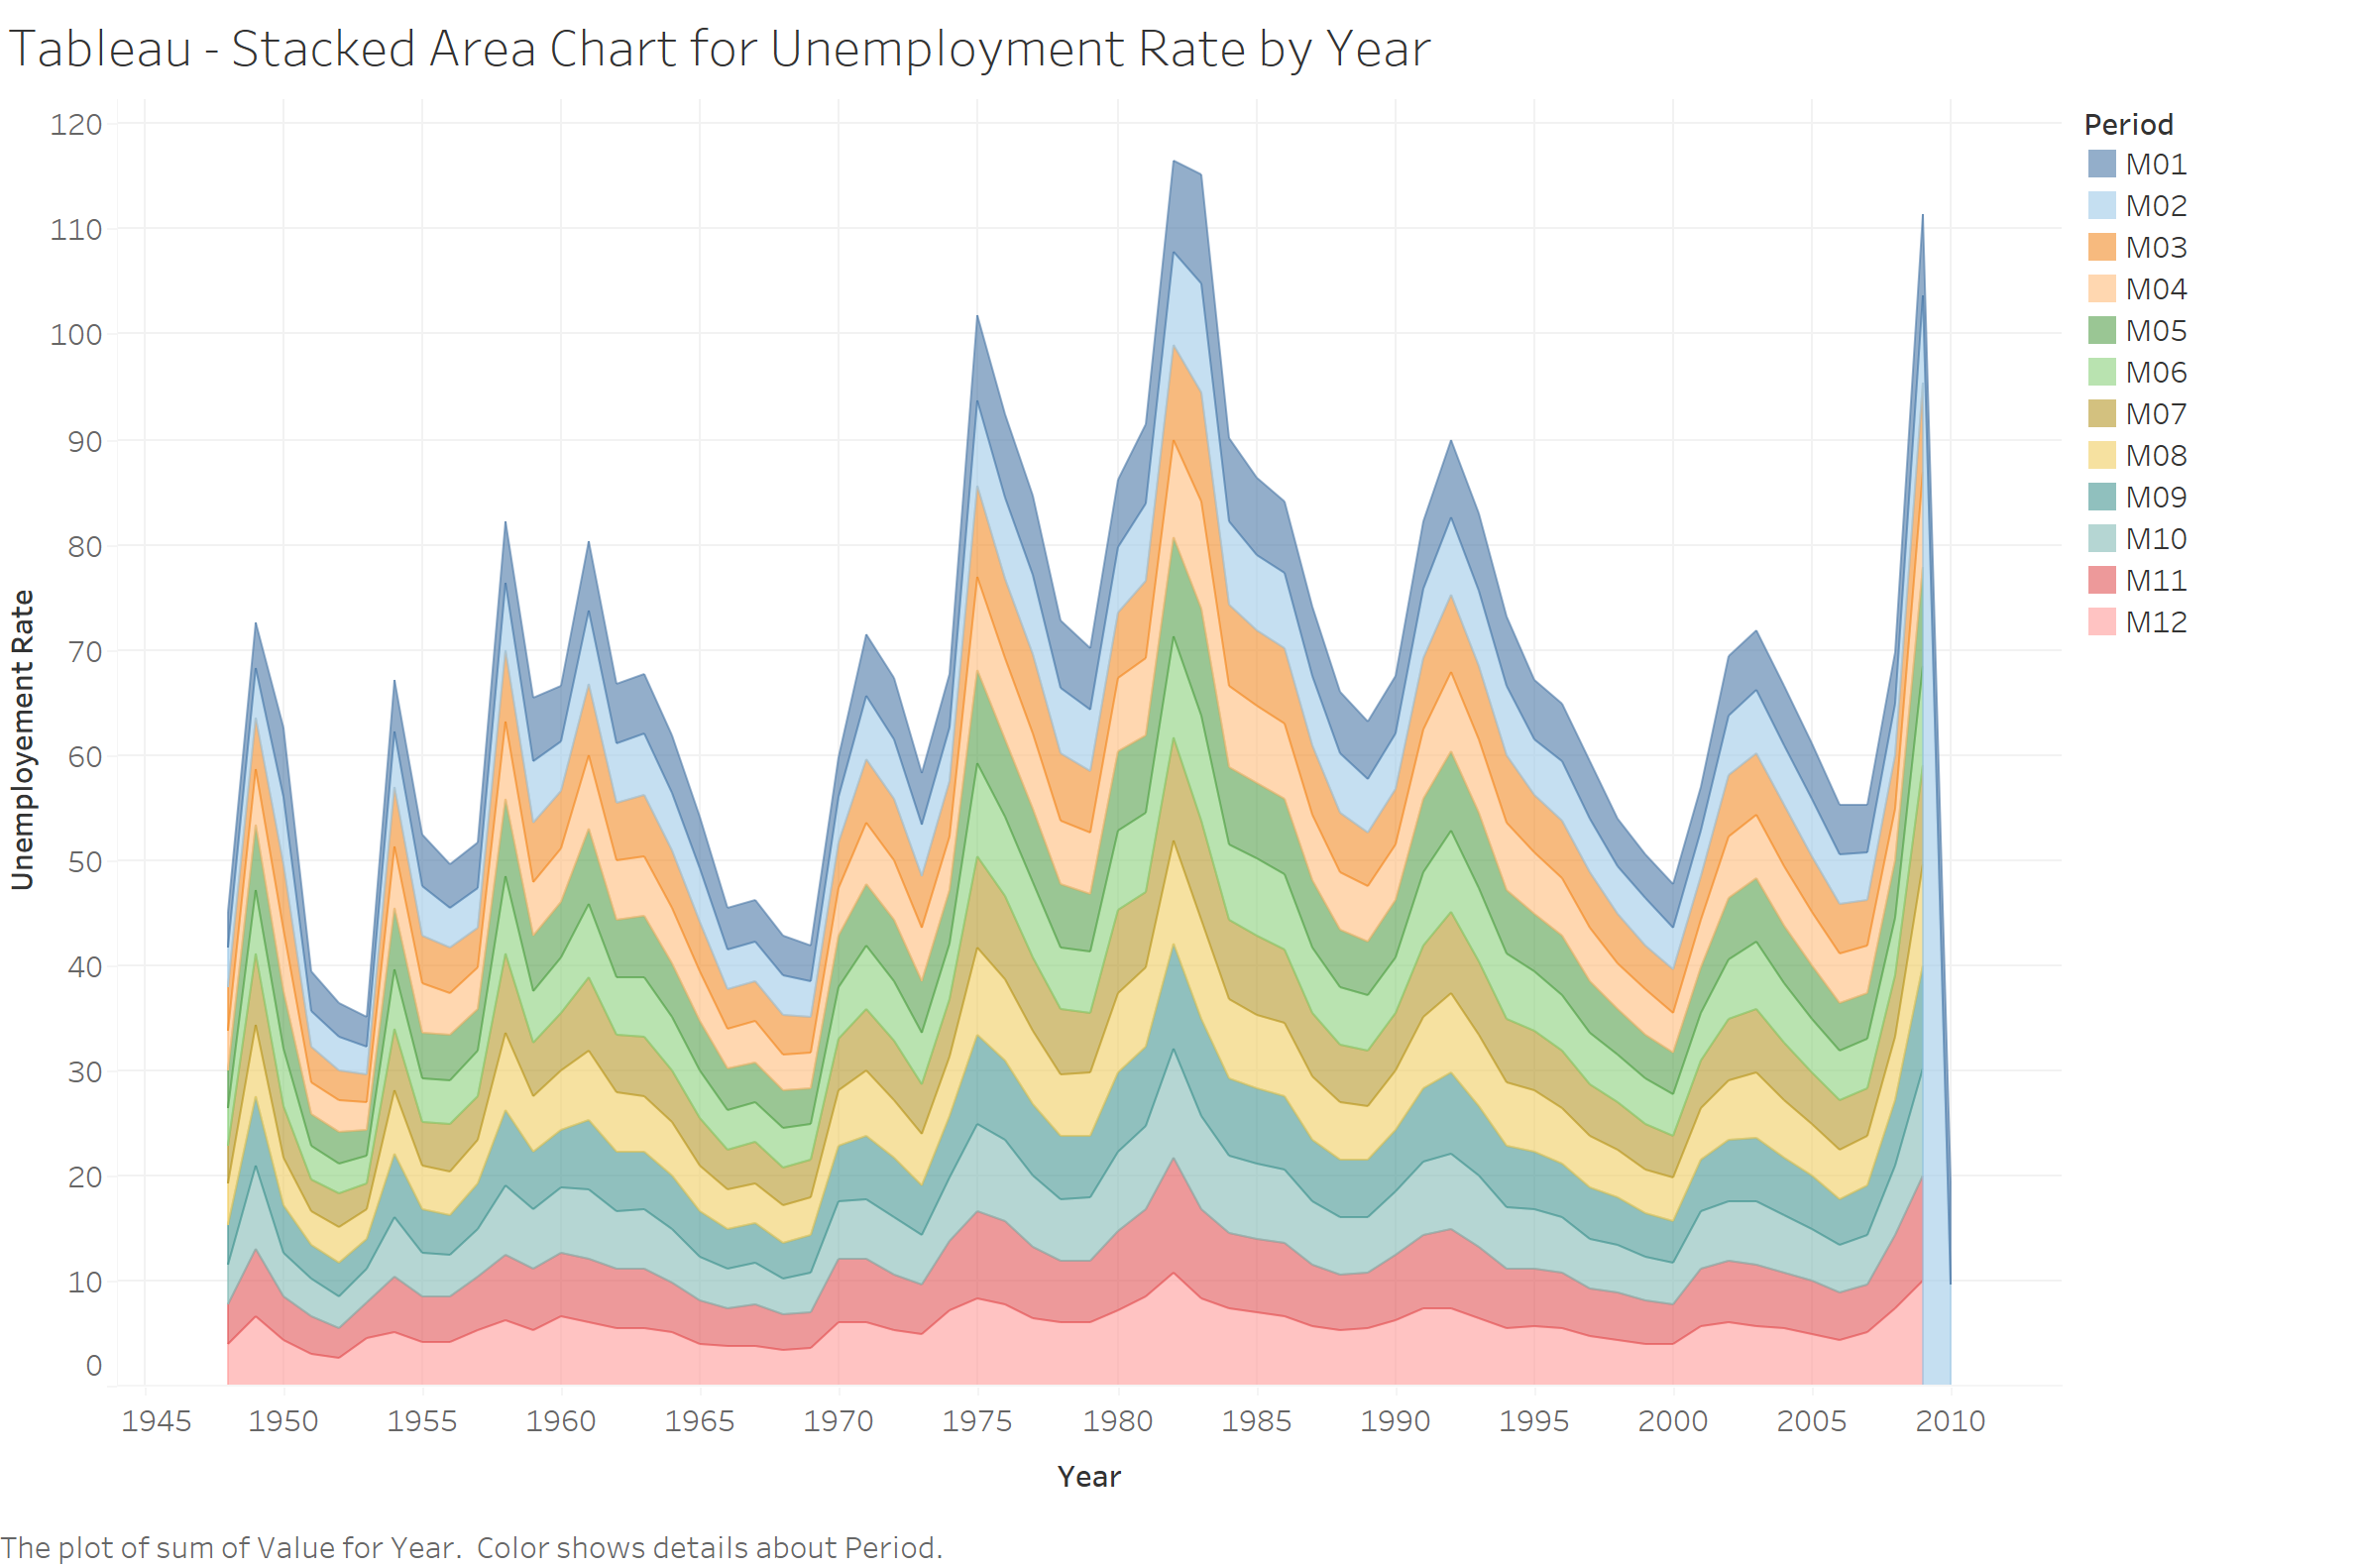 Tableau - Stacked Area Chart for Unemployment Rate by Year
120
110
100
90
80
70
60
50
40
30
20
10
0
Unemployement Rate
1945 1950 1955 1960 1965 1970 1975 1980 1985 1990 1995 2000 2005 2010
Year
Period
M01
M02
M03
M04
M05
M06
M07
M08
M09
M10
M11
M12
The plot of sum of Value for Year. Color shows details about Period.